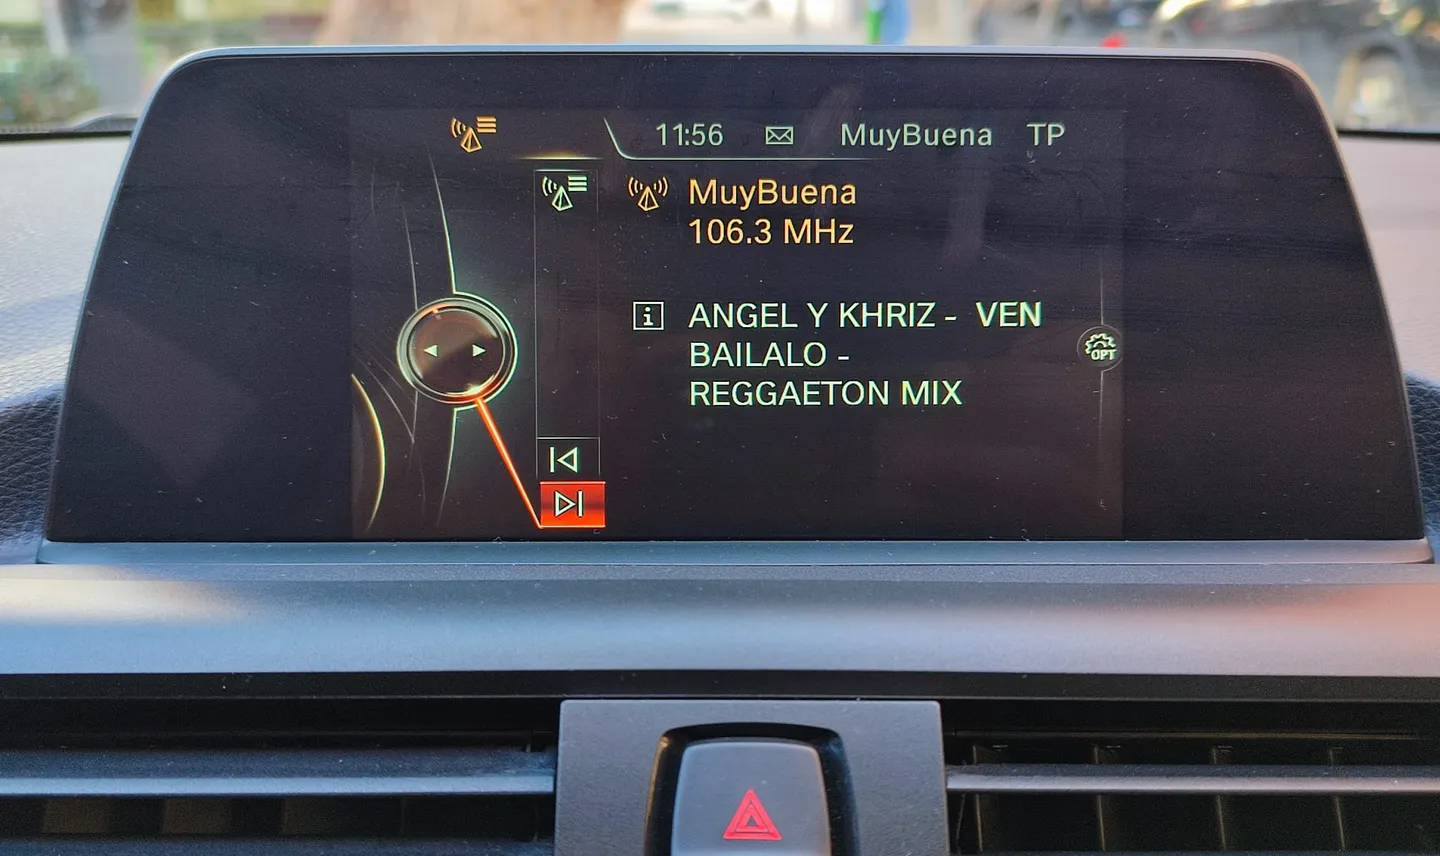 11:56 MuyBuena TP
MuyBuena
106.3 MHz
i ANGEL Y KHRIZ - VEN
BAILALO -
REGGAETON MIX
OPT